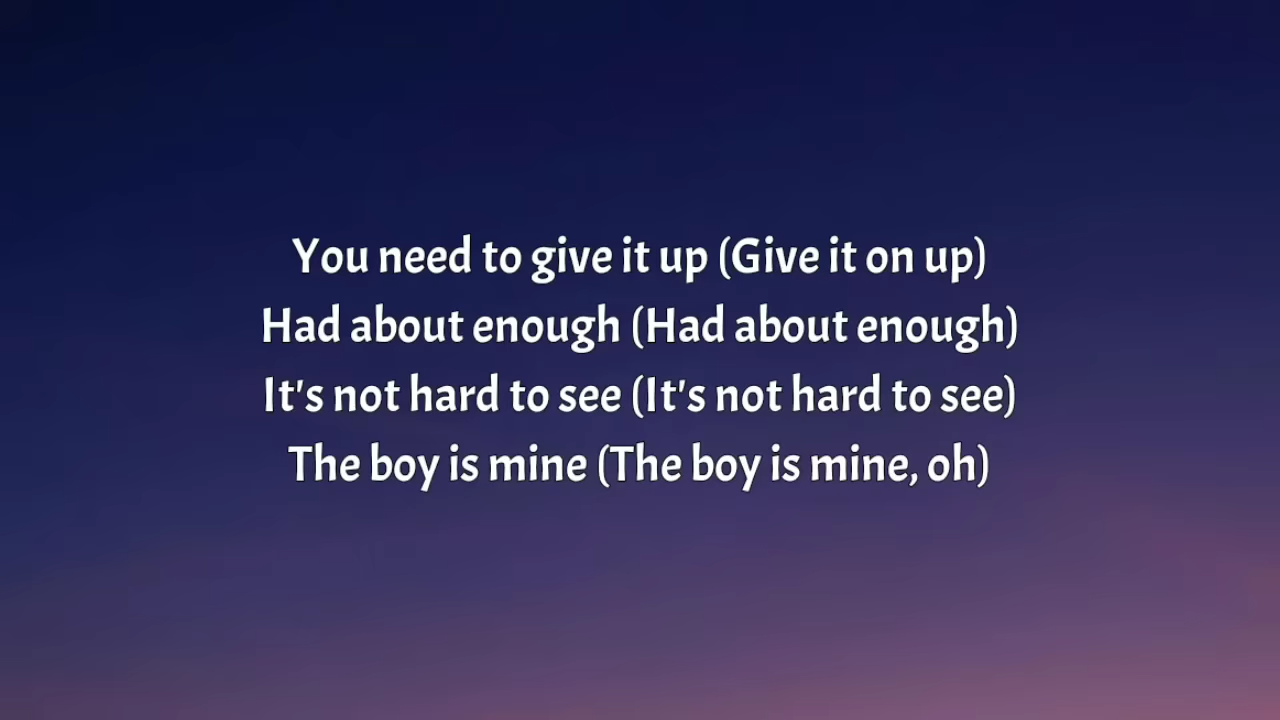 You need to give it up (Give it on up)
Had about enough (Had about enough)
It's not hard to see (It's not hard to see)
The boy is mine (The boy is mine, oh)